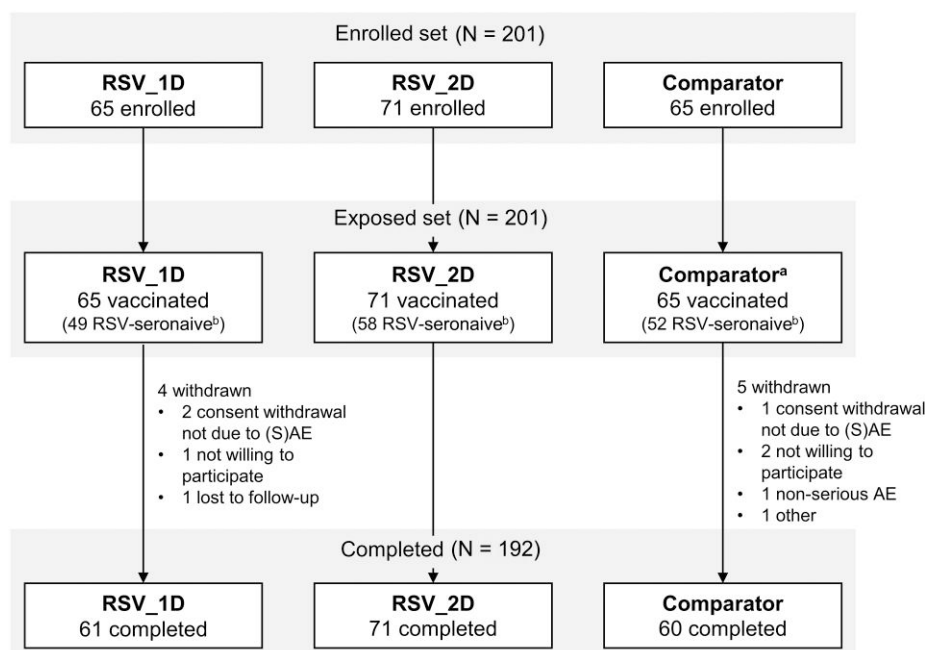 Enrolled set (N = 201)
RSV_1D
65 enrolled
RSV_2D
71 enrolled
Comparator
65 enrolled
Exposed set (N = 201)
RSV_1D
65 vaccinated
(49 RSV-seronaiveᵇ)
RSV_2D
71 vaccinated
(58 RSV-seronaiveᵇ)
Comparatorᵃ
65 vaccinated
(52 RSV-seronaiveᵇ)
4 withdrawn
• 2 consent withdrawal
not due to (S)AE
• 1 not willing to
participate
• 1 lost to follow-up
5 withdrawn
• 1 consent withdrawal
not due to (S)AE
• 2 not willing to
participate
• 1 non-serious AE
• 1 other
Completed (N = 192)
RSV_1D
61 completed
RSV_2D
71 completed
Comparator
60 completed